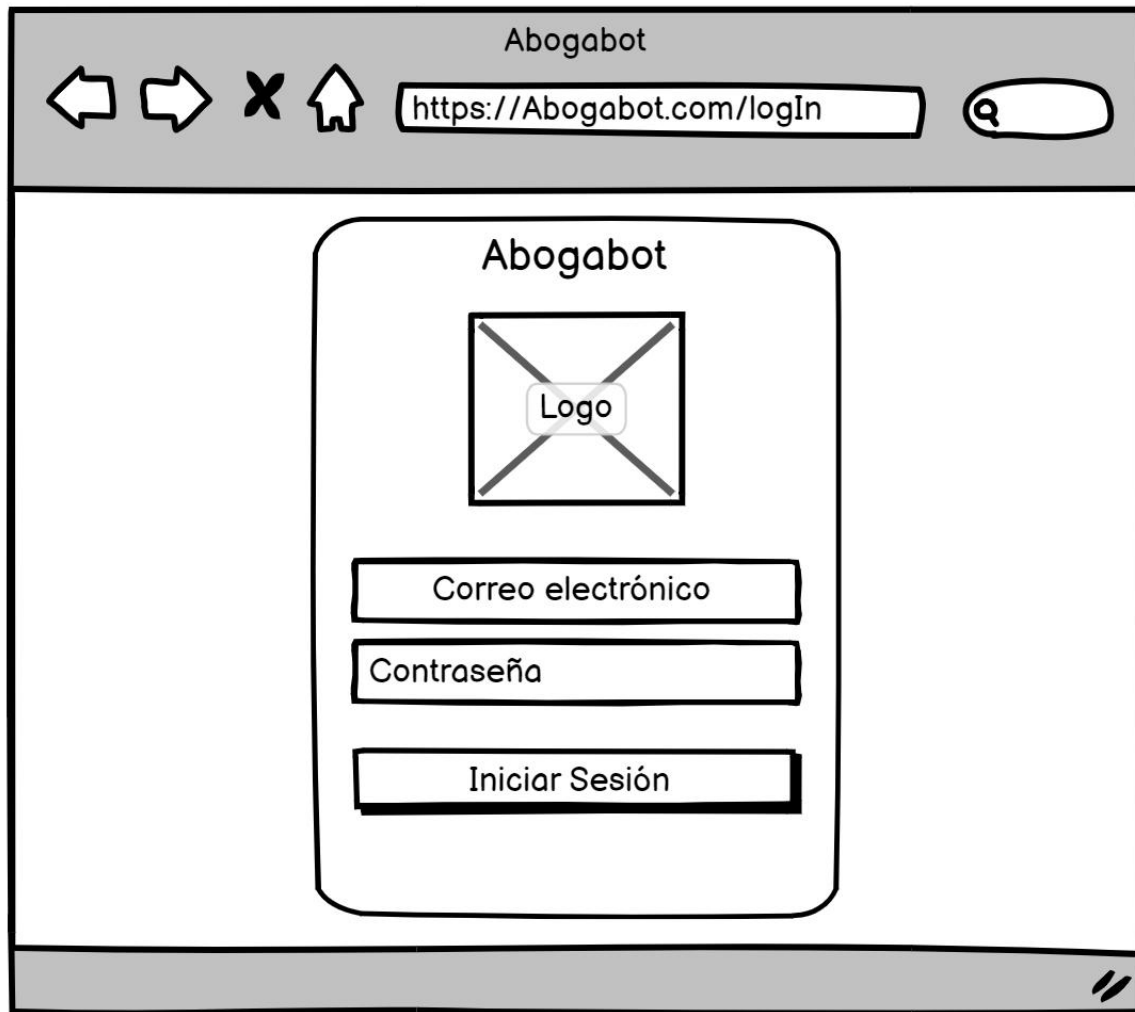 Abogabot
https://Abogabot.com/logIn
Abogabot
Logo
Correo electrónico
Contraseña
Iniciar Sesión